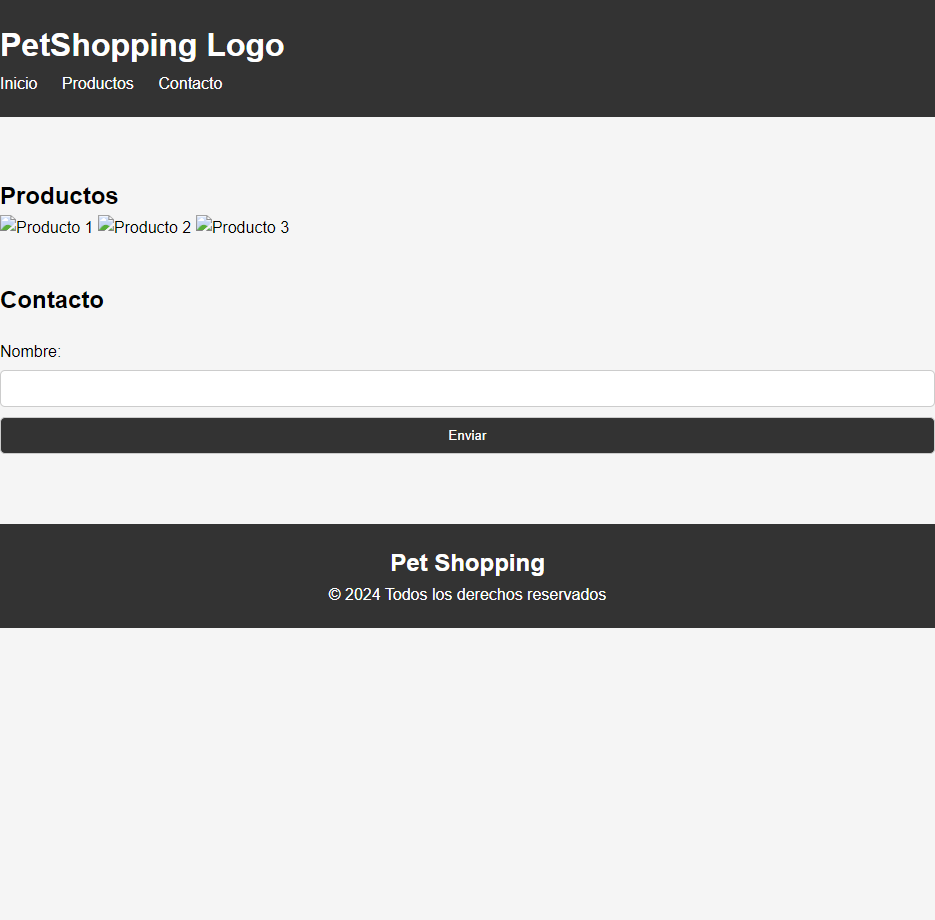 PetShopping Logo
Inicio Productos Contacto
Productos
Producto 1 Producto 2 Producto 3
Contacto
Nombre:
Enviar
Pet Shopping
© 2024 Todos los derechos reservados